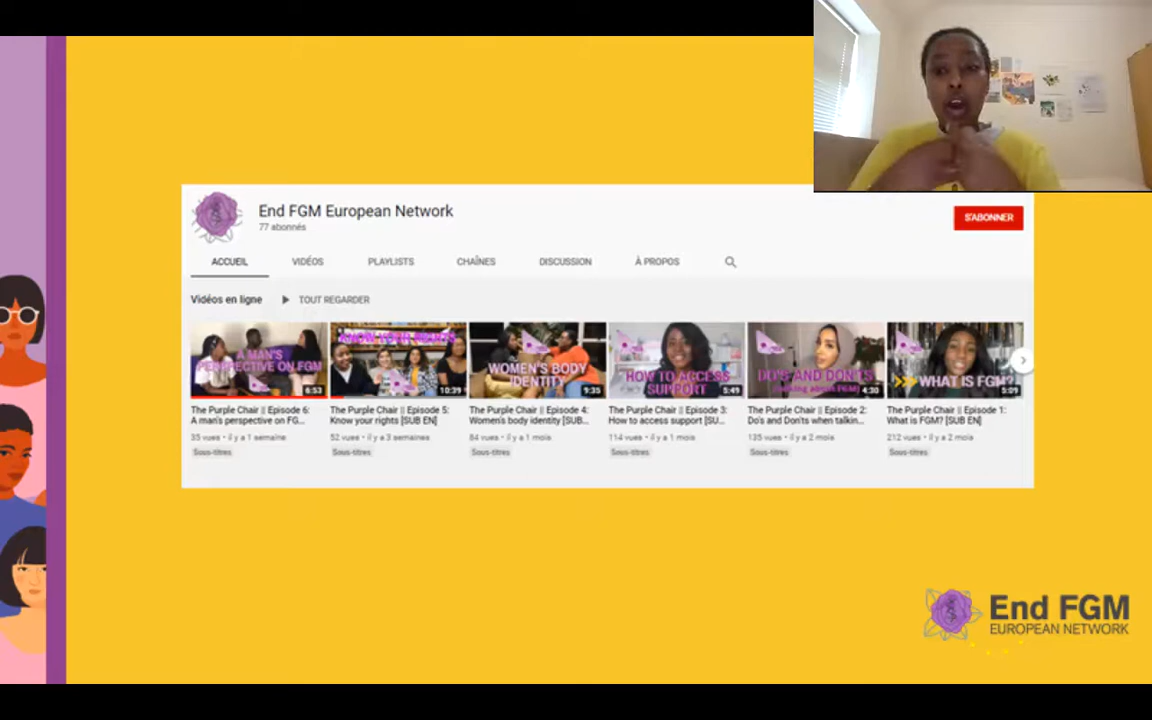 End FGM European Network
77 abonnés
S'ABONNER
ACCUEIL
VIDÉOS
PLAYLISTS
CHAÎNES
DISCUSSION
À PROPOS
Vidéos en ligne
TOUT REGARDER
A MAN'S
PERSPECTIVE ON FGM
6:53
KNOW YOUR RIGHTS
10:39
WOMEN'S BODY
IDENTITY
9:35
HOW TO ACCESS
SUPPORT
5:49
DO'S AND DON'TS
(talking about FGM)
4:30
WHAT IS FGM?
5:09
The Purple Chair || Episode 6:
A man's perspective on FG...
35 vues • il y a 1 semaine
Sous-titres
The Purple Chair || Episode 5:
Know your rights [SUB EN]
52 vues • il y a 3 semaines
Sous-titres
The Purple Chair || Episode 4:
Women's body identity [SUB...
84 vues • il y a 1 mois
Sous-titres
The Purple Chair || Episode 3:
How to access support [SU...
114 vues • il y a 1 mois
Sous-titres
The Purple Chair || Episode 2:
Do's and Don'ts when talkin...
135 vues • il y a 2 mois
Sous-titres
The Purple Chair || Episode 1:
What is FGM? [SUB EN]
212 vues • il y a 2 mois
Sous-titres
End FGM
EUROPEAN NETWORK